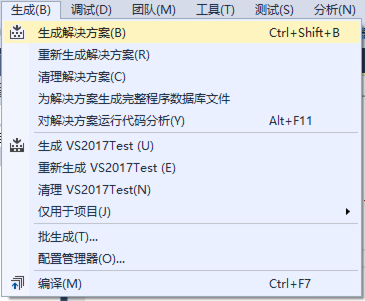 生成(B) 调试(D) 团队(M) 工具(T) 测试(S) 分析(N)
生成解决方案(B) Ctrl+Shift+B
重新生成解决方案(R)
清理解决方案(C)
为解决方案生成完整程序数据库文件
对解决方案运行代码分析(Y) Alt+F11
生成 VS2017Test (U)
重新生成 VS2017Test (E)
清理 VS2017Test(N)
仅用于项目(J)
批生成(T)...
配置管理器(O)...
编译(M) Ctrl+F7